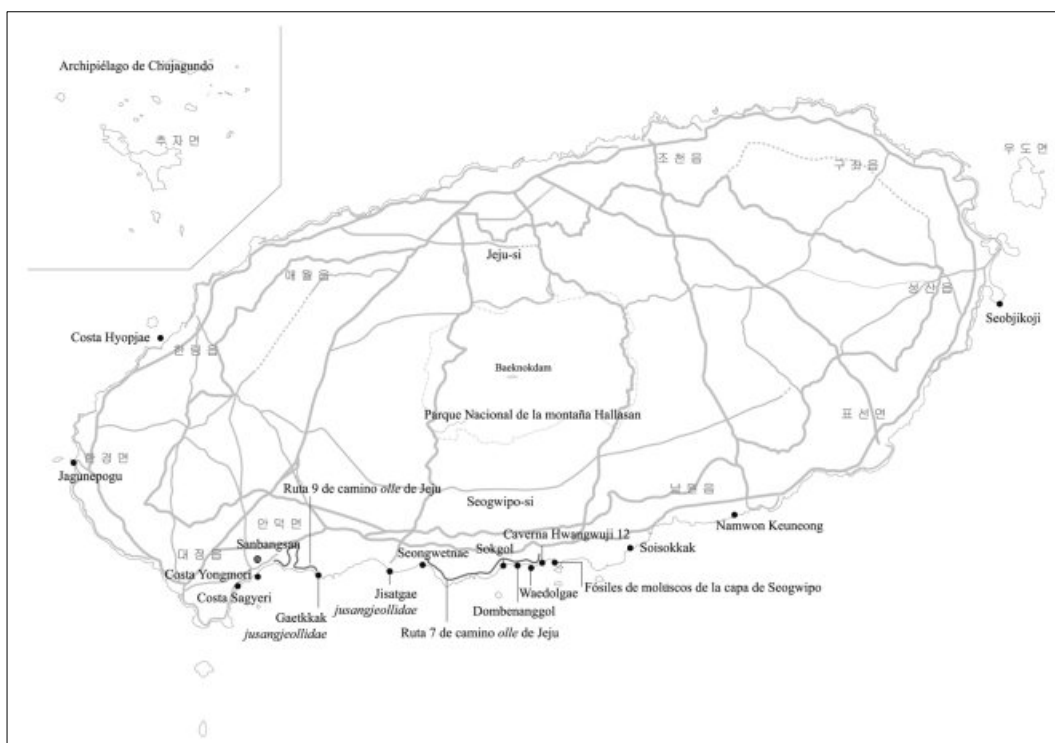 Archipiélago de Chujagundo
추 자 면
우 도 면
조 천 읍
구 좌 읍
Jeju-si
애 월 읍
성 산 읍
Seobjikoji
Costa Hyopjae
한 림 읍
Baeknokdam
Parque Nacional de la montaña Hallasan
표 선 면
한 경 면
Jagunepogu
Ruta 9 de camino olle de Jeju
Seogwipo-si
남 원 읍
Namwon Keuneong
안 덕 면
Caverna Hwangwuji 12
대 정 읍
Sanbangsan
Seongwetnae
Sokgol
Soisokkak
Costa Yongmori
Costa Sagyeri
Jisatgae
jusangjeollidae
Waedolgae
Fósiles de moluscos de la capa de Seogwipo
Dombenanggol
Gaetkkak
jusangjeollidae
Ruta 7 de camino olle de Jeju